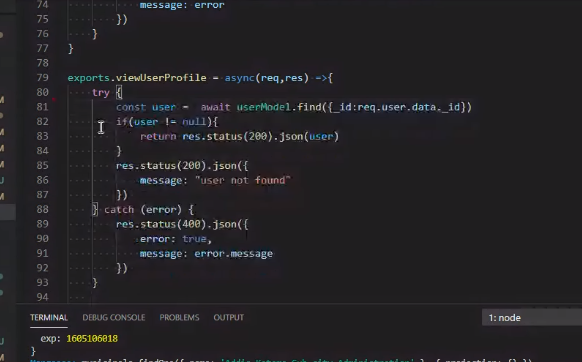 74 message: error
75 })
76 }
77 }
78
79 exports.viewUserProfile = async(req,res) =>{
80 try {
81 const user = await userModel.find({_id:req.user.data._id})
82 if(user != null){
83 return res.status(200).json(user)
84 }
85 res.status(200).json({
86 message: "user not found"
87 })
88 } catch (error) {
89 res.status(400).json({
90 error: true,
91 message: error.message
92 })
93 }
94
TERMINAL DEBUG CONSOLE PROBLEMS OUTPUT 1: node
exp: 1605106018
}